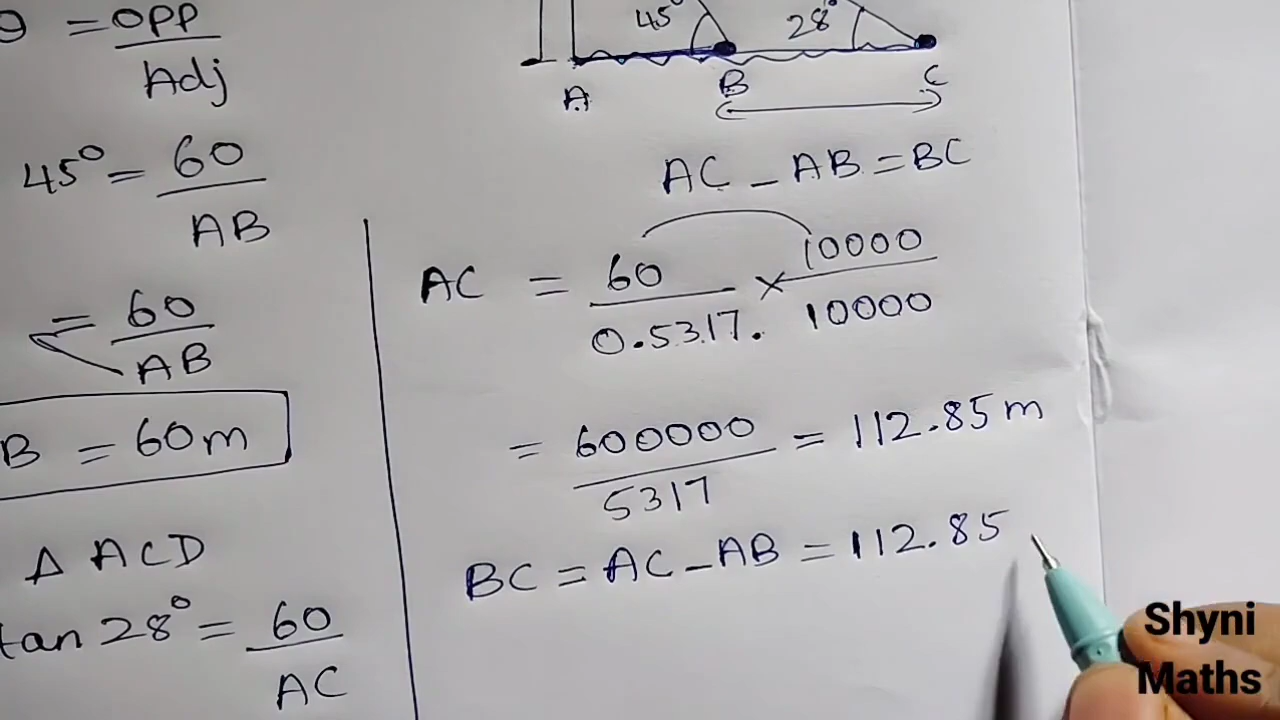 θ = OPP
Adj
45° = 60
AB
= 60
AB
B = 60m
Δ ACD
tan 28° = 60
AC
45° 28°
A B C
AC - AB = BC
AC = 60 × 10000
0.5317. 10000
= 600000 = 112.85 m
5317
BC = AC - AB = 112.85
Shyni
Maths